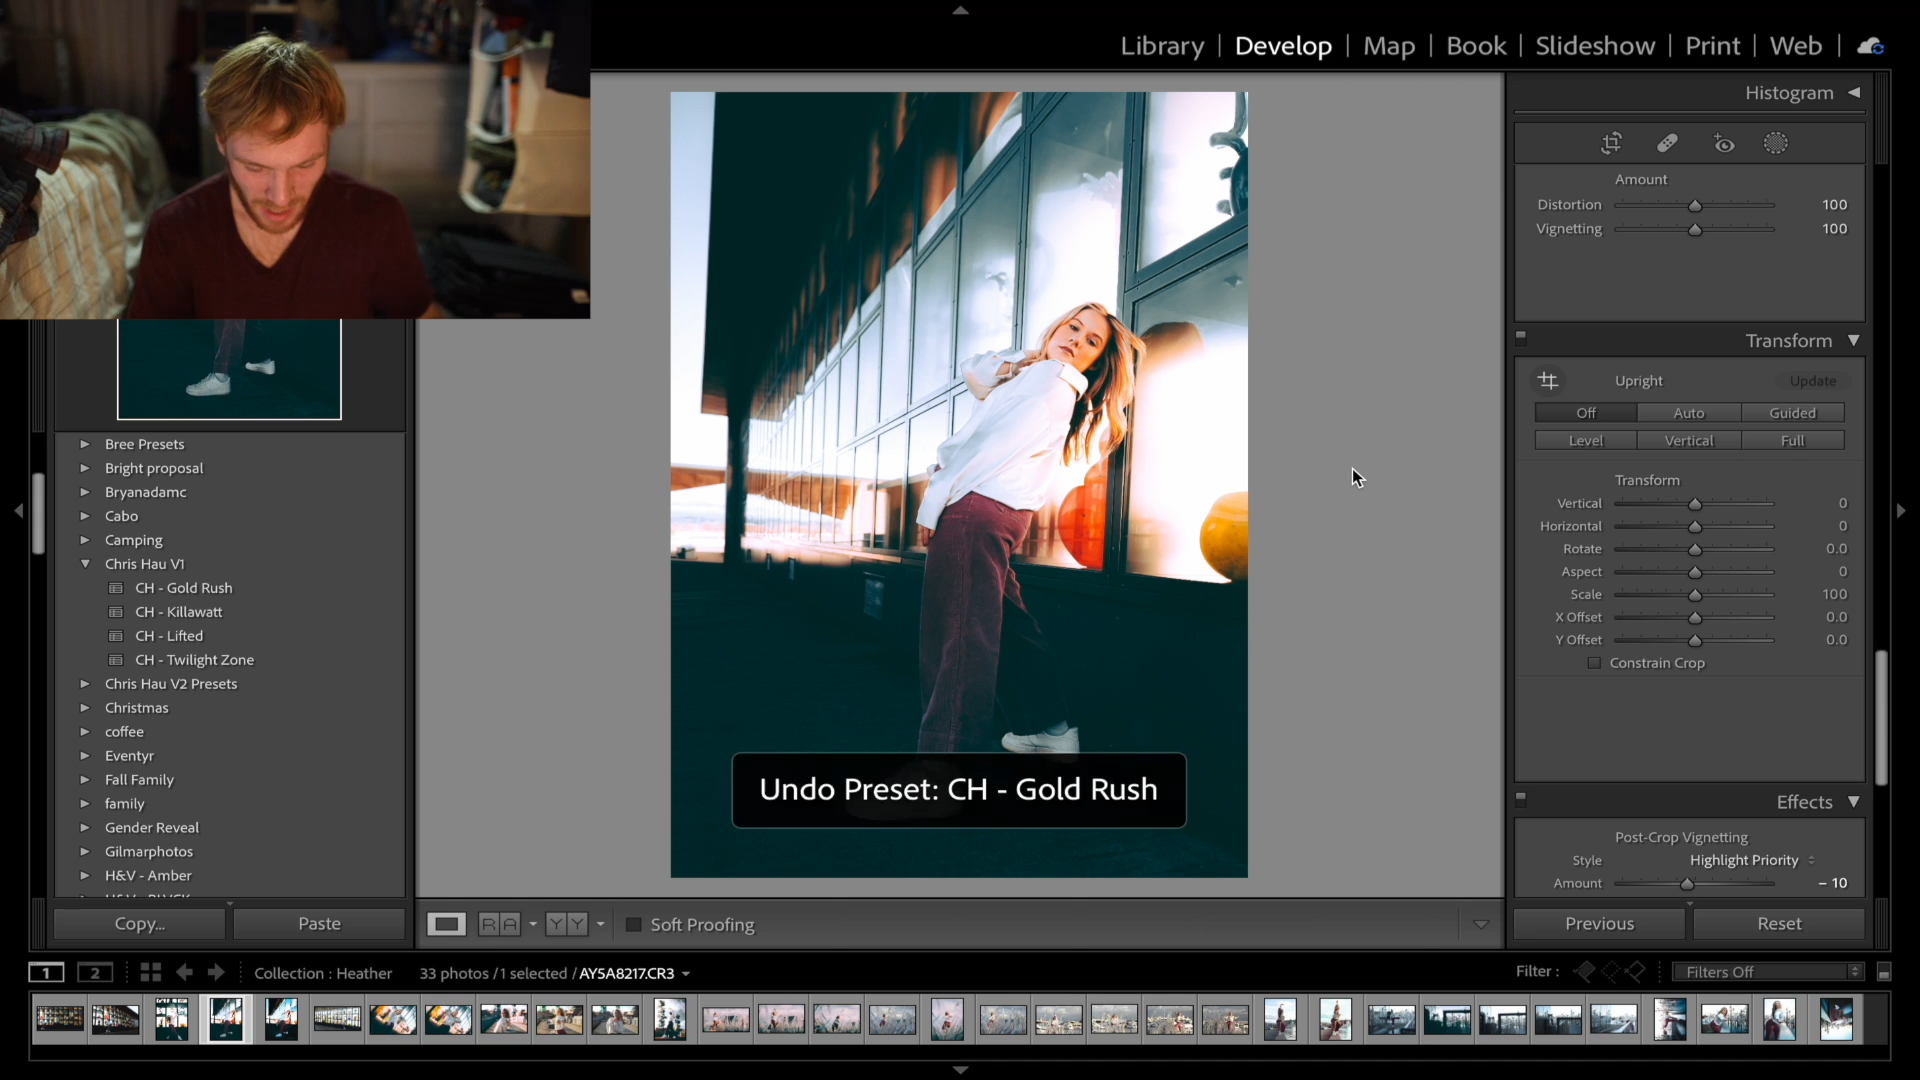 Library | Develop | Map | Book | Slideshow | Print | Web |
Histogram
Amount
Distortion 100
Vignetting 100
Transform
Upright Update
Off Auto Guided
Level Vertical Full
Transform
Vertical 0
Horizontal 0
Rotate 0.0
Aspect 0
Scale 100
X Offset 0.0
Y Offset 0.0
Constrain Crop
Effects
Post-Crop Vignetting
Style Highlight Priority
Amount – 10
Previous Reset
Bree Presets
Bright proposal
Bryanadamc
Cabo
Camping
Chris Hau V1
CH - Gold Rush
CH - Killawatt
CH - Lifted
CH - Twilight Zone
Chris Hau V2 Presets
Christmas
coffee
Eventyr
Fall Family
family
Gender Reveal
Gilmarphotos
H&V - Amber
Copy... Paste
Undo Preset: CH - Gold Rush
R A Y Y Soft Proofing
1 2 Collection : Heather 33 photos /1 selected /AY5A8217.CR3
Filter : Filters Off